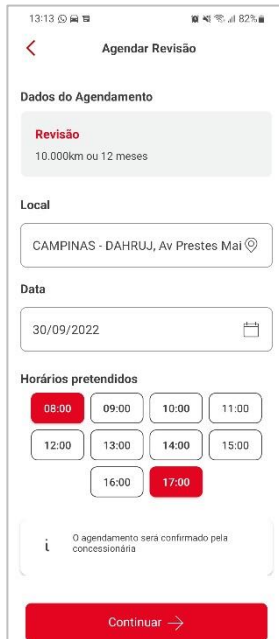 13:13 82%
Agendar Revisão
Dados do Agendamento
Revisão
10.000km ou 12 meses
Local
CAMPINAS - DAHRUJ, Av Prestes Mai
Data
30/09/2022
Horários pretendidos
08:00 09:00 10:00 11:00
12:00 13:00 14:00 15:00
16:00 17:00
i O agendamento será confirmado pela
concessionária
Continuar →